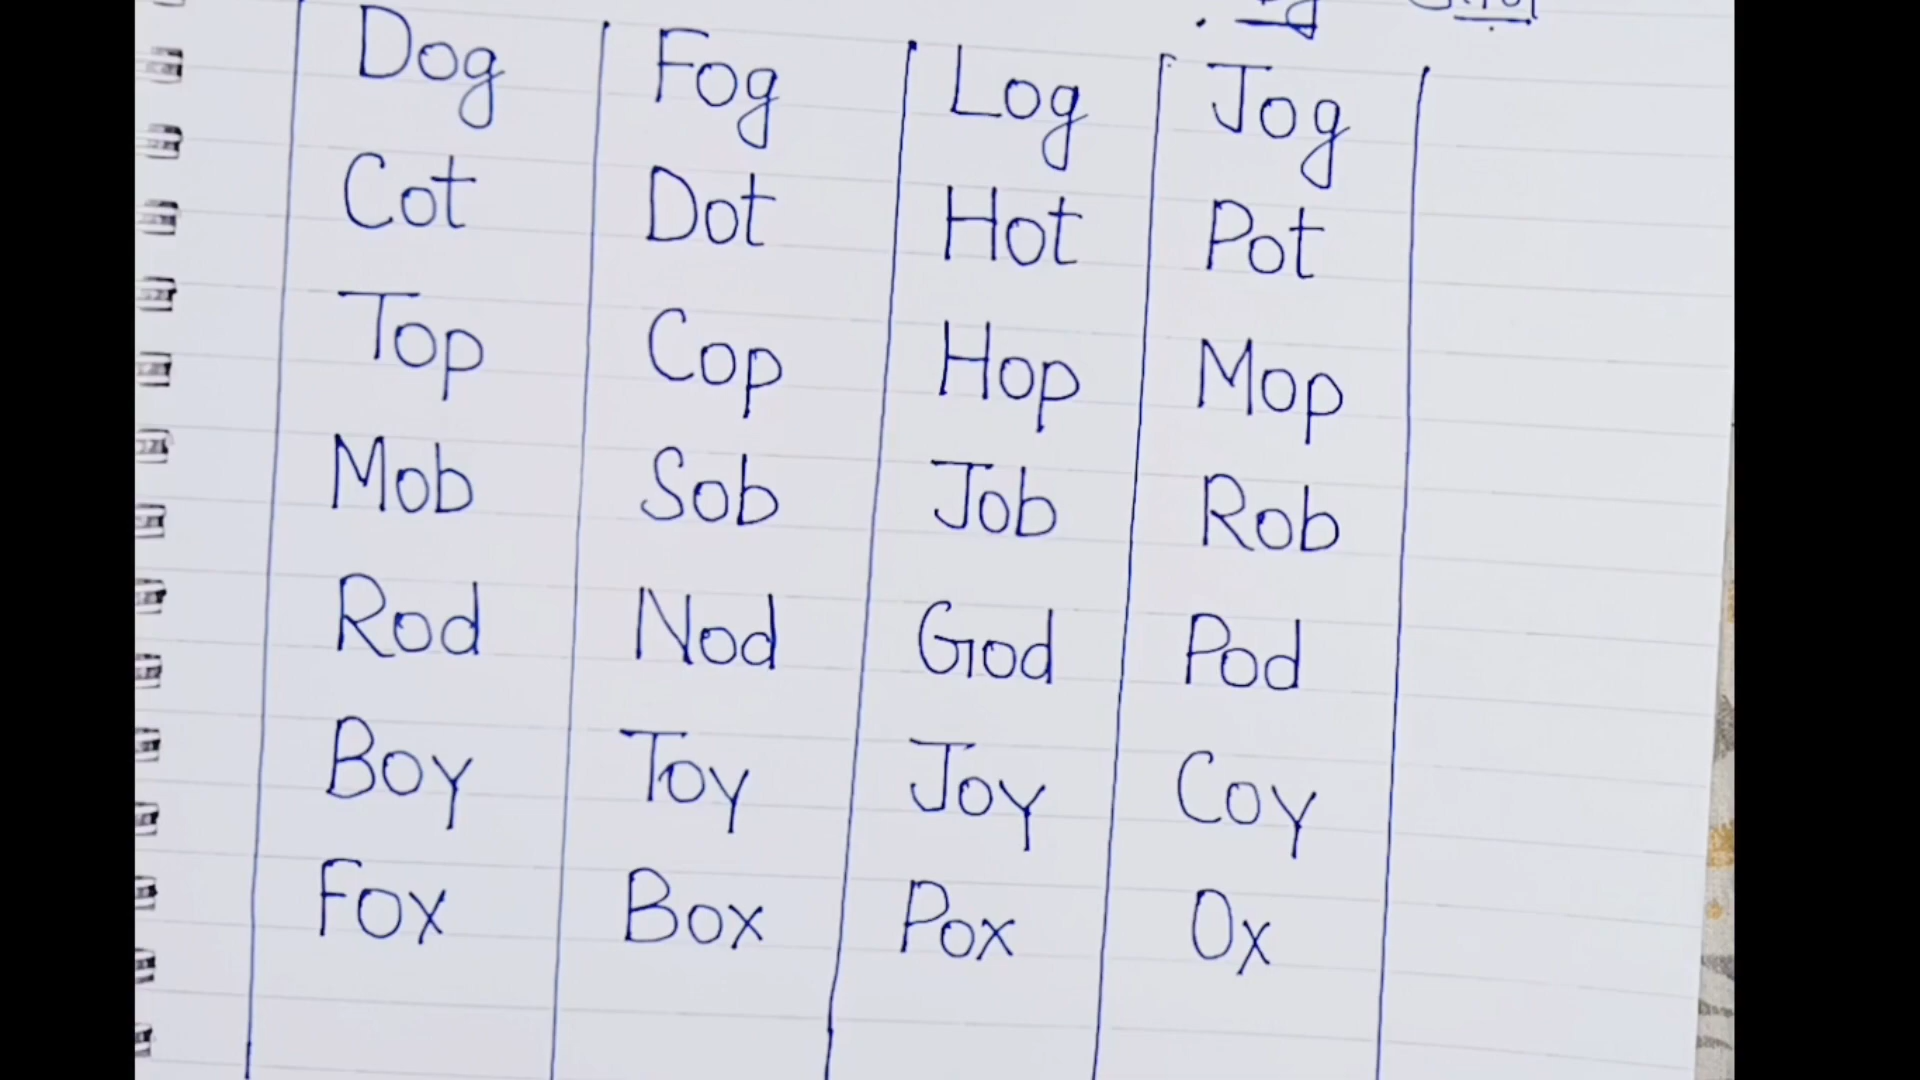 Dog Fog Log Jog
Cot Dot Hot Pot
Top Cop Hop Mop
Mob Sob Job Rob
Rod Nod God Pod
Boy Toy Joy Coy
Fox Box Pox Ox